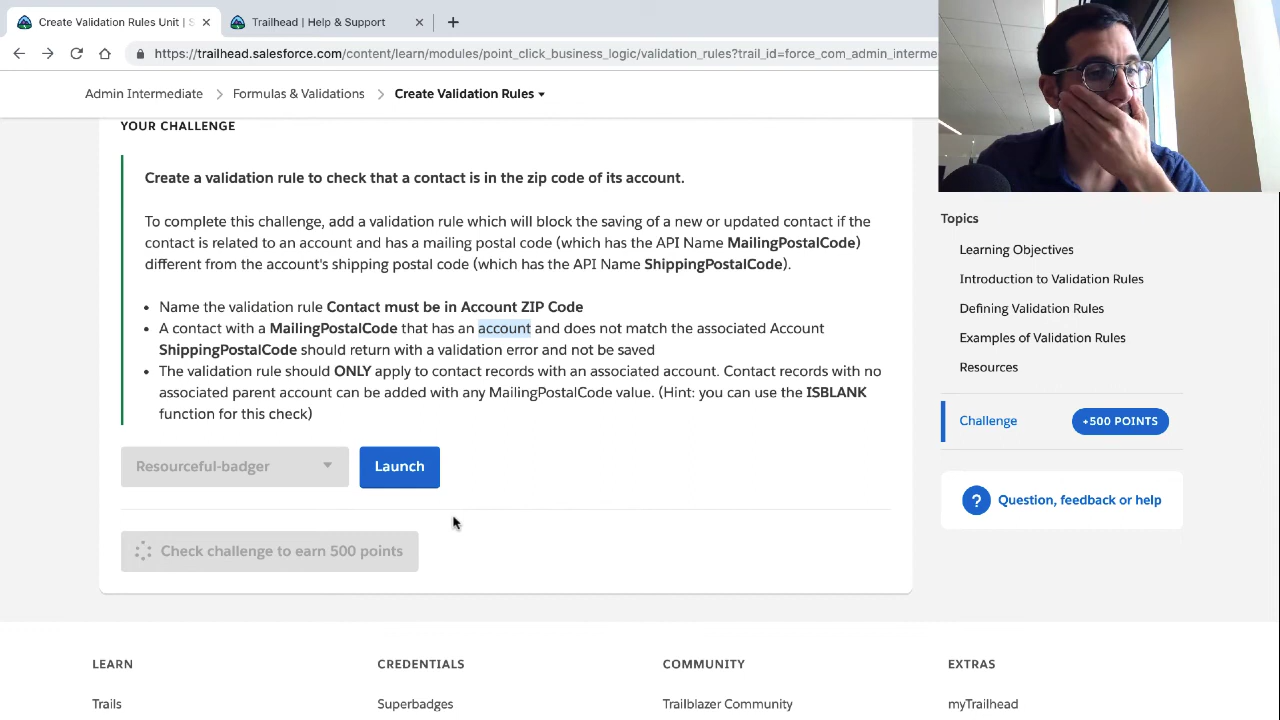 Create Validation Rules Unit | S
Trailhead | Help & Support
https://trailhead.salesforce.com/content/learn/modules/point_click_business_logic/validation_rules?trail_id=force_com_admin_interme
Admin Intermediate
Formulas & Validations
Create Validation Rules
YOUR CHALLENGE
Create a validation rule to check that a contact is in the zip code of its account.
To complete this challenge, add a validation rule which will block the saving of a new or updated contact if the
contact is related to an account and has a mailing postal code (which has the API Name MailingPostalCode)
different from the account's shipping postal code (which has the API Name ShippingPostalCode).
• Name the validation rule Contact must be in Account ZIP Code
• A contact with a MailingPostalCode that has an account and does not match the associated Account
ShippingPostalCode should return with a validation error and not be saved
• The validation rule should ONLY apply to contact records with an associated account. Contact records with no
associated parent account can be added with any MailingPostalCode value. (Hint: you can use the ISBLANK
function for this check)
Resourceful-badger
Launch
Check challenge to earn 500 points
Topics
Learning Objectives
Introduction to Validation Rules
Defining Validation Rules
Examples of Validation Rules
Resources
Challenge
+500 POINTS
?
Question, feedback or help
LEARN
CREDENTIALS
COMMUNITY
EXTRAS
Trails
Superbadges
Trailblazer Community
myTrailhead